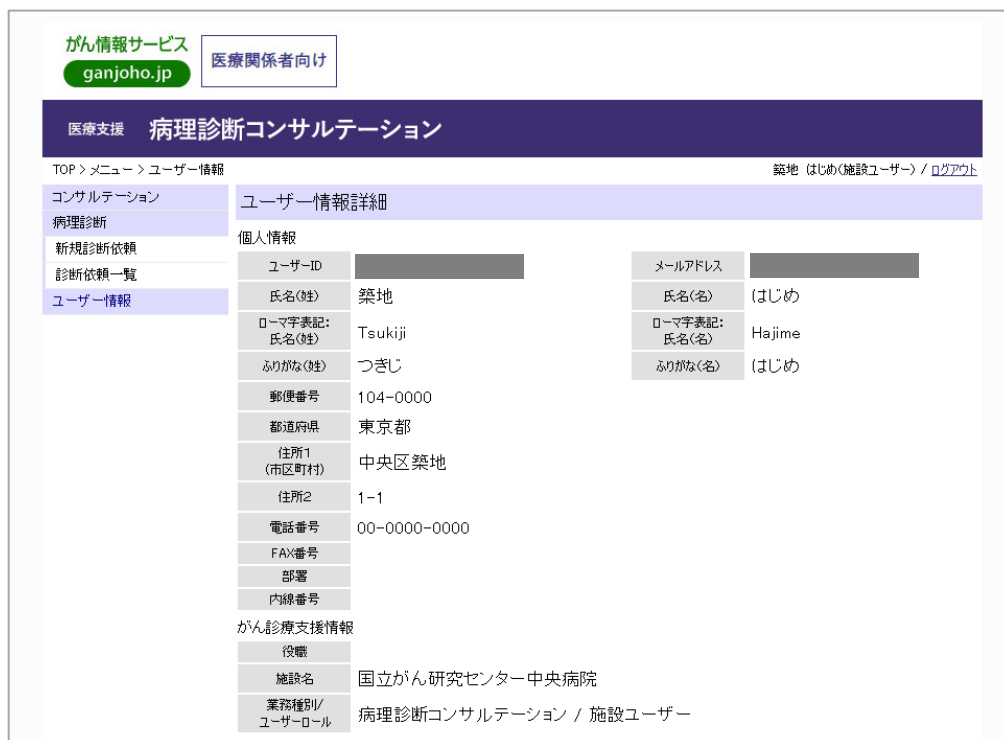 がん情報サービス
ganjoho.jp
医療関係者向け
医療支援 病理診断コンサルテーション
TOP > メニュー > ユーザー情報
築地 はじめ(施設ユーザー) / ログアウト
コンサルテーション
病理診断
新規診断依頼
診断依頼一覧
ユーザー情報
ユーザー情報詳細
個人情報
ユーザーID
メールアドレス
氏名(姓) 築地
氏名(名) はじめ
ローマ字表記:
氏名(姓) Tsukiji
ローマ字表記:
氏名(名) Hajime
ふりがな(姓) つきじ
ふりがな(名) はじめ
郵便番号 104-0000
都道府県 東京都
住所1
(市区町村) 中央区築地
住所2 1-1
電話番号 00-0000-0000
FAX番号
部署
内線番号
がん診療支援情報
役職
施設名 国立がん研究センター中央病院
業務種別/
ユーザーロール 病理診断コンサルテーション / 施設ユーザー